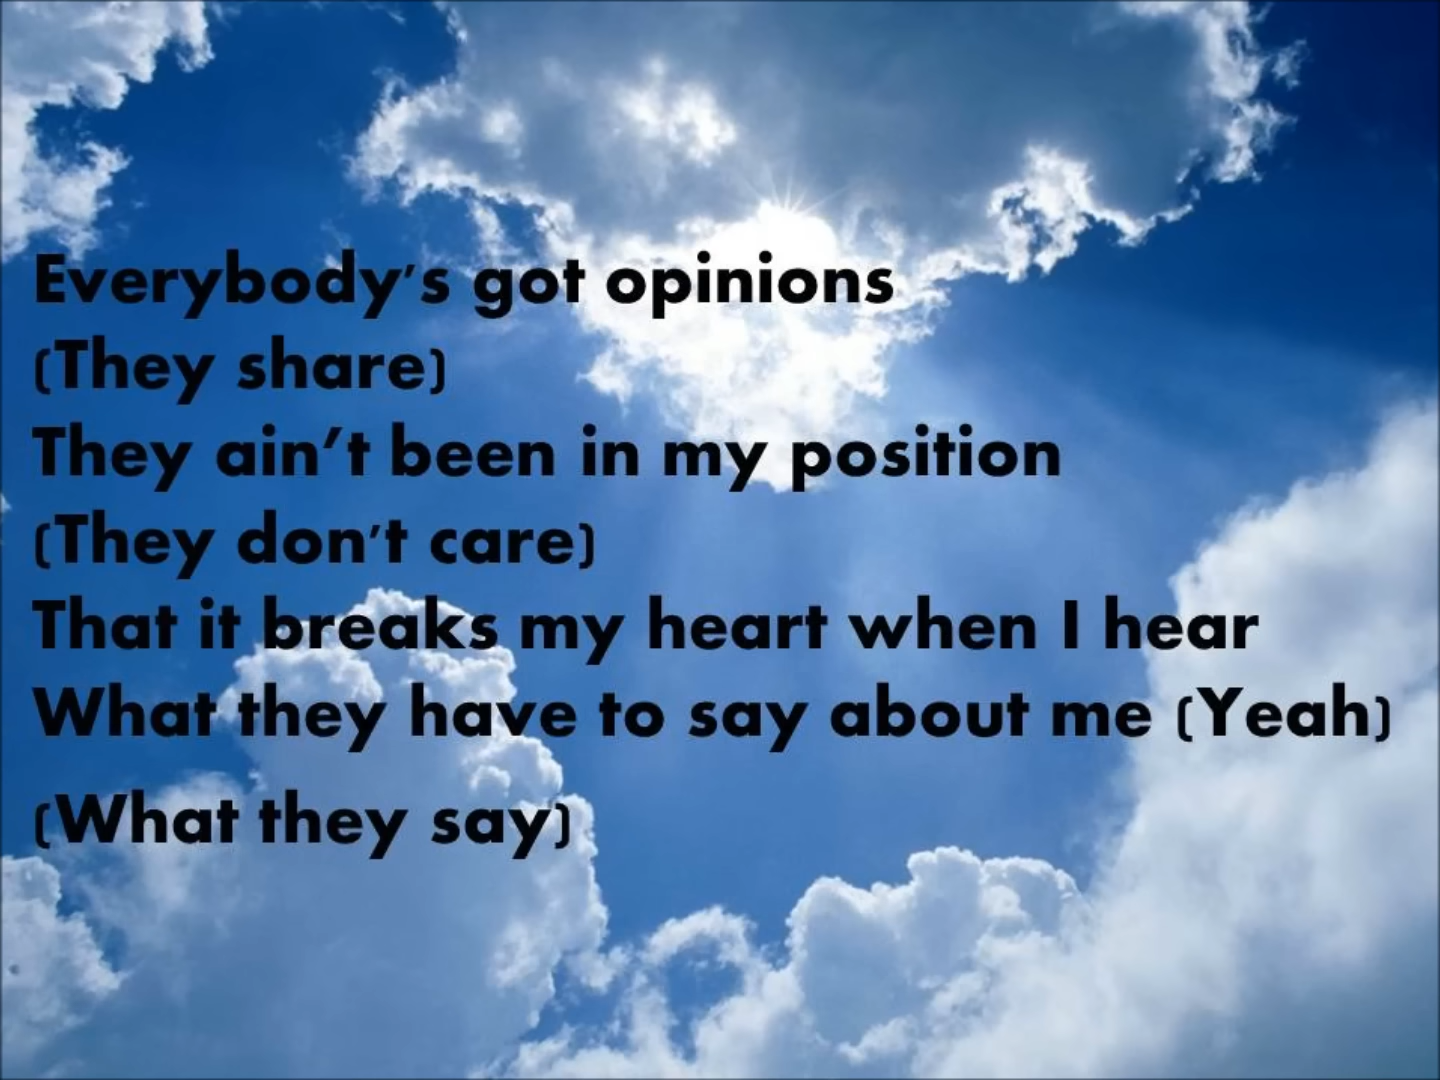 Everybody's got opinions
(They share)
They ain’t been in my position
(They don't care)
That it breaks my heart when I hear
What they have to say about me (Yeah)
(What they say)